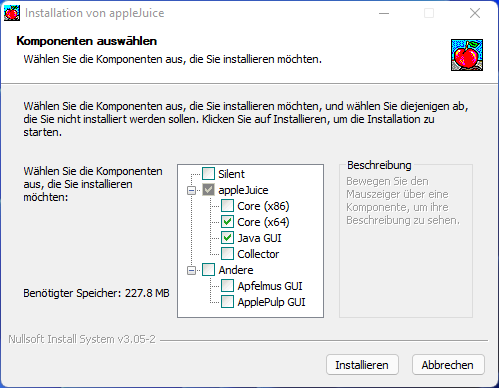 Installation von appleJuice
Komponenten auswählen
Wählen Sie die Komponenten aus, die Sie installieren möchten.
Wählen Sie die Komponenten aus, die Sie installieren möchten, und wählen Sie diejenigen ab,
die Sie nicht installiert werden sollen. Klicken Sie auf Installieren, um die Installation zu
starten.
Wählen Sie die Komponenten
aus, die Sie installieren
möchten:
Silent
appleJuice
Core (x86)
Core (x64)
Java GUI
Collector
Andere
Apfelmus GUI
ApplePulp GUI
Beschreibung
Bewegen Sie den
Mauszeiger über eine
Komponente, um ihre
Beschreibung zu sehen.
Benötigter Speicher: 227.8 MB
Nullsoft Install System v3.05-2
Installieren
Abbrechen